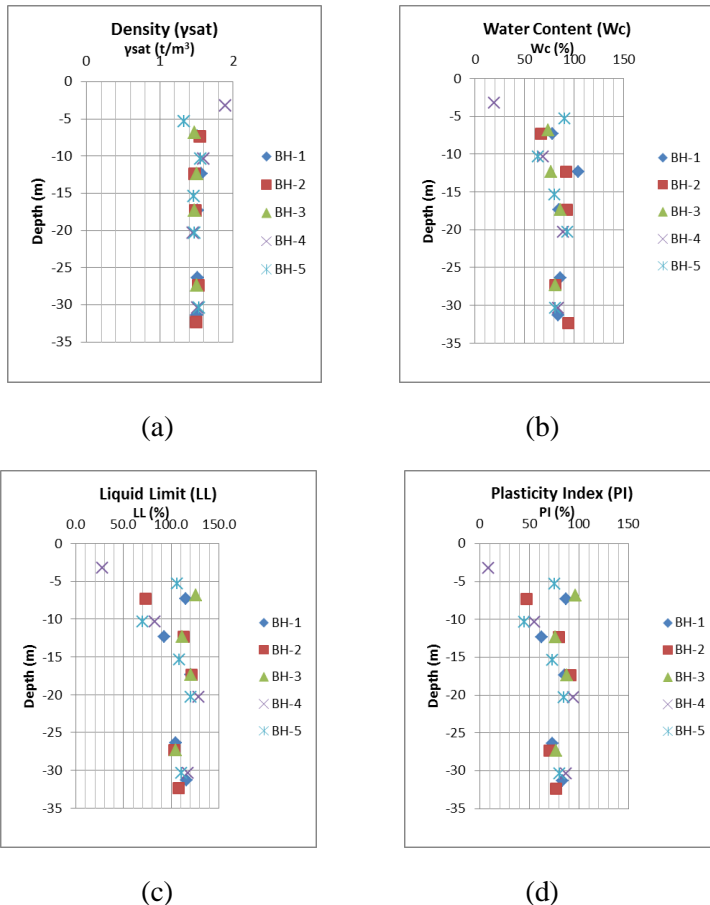 Density (γsat)
γsat (t/m³)
0 1 2
0
-5
-10
-15
-20
-25
-30
-35
Depth (m)
BH-1
BH-2
BH-3
BH-4
BH-5
(a)
Water Content (Wc)
Wc (%)
0 50 100 150
0
-5
-10
-15
-20
-25
-30
-35
Depth (m)
BH-1
BH-2
BH-3
BH-4
BH-5
(b)
Liquid Limit (LL)
LL (%)
0.0 50.0 100.0 150.0
0
-5
-10
-15
-20
-25
-30
-35
Depth (m)
BH-1
BH-2
BH-3
BH-4
BH-5
(c)
Plasticity Index (PI)
PI (%)
0 50 100 150
0
-5
-10
-15
-20
-25
-30
-35
Depth (m)
BH-1
BH-2
BH-3
BH-4
BH-5
(d)